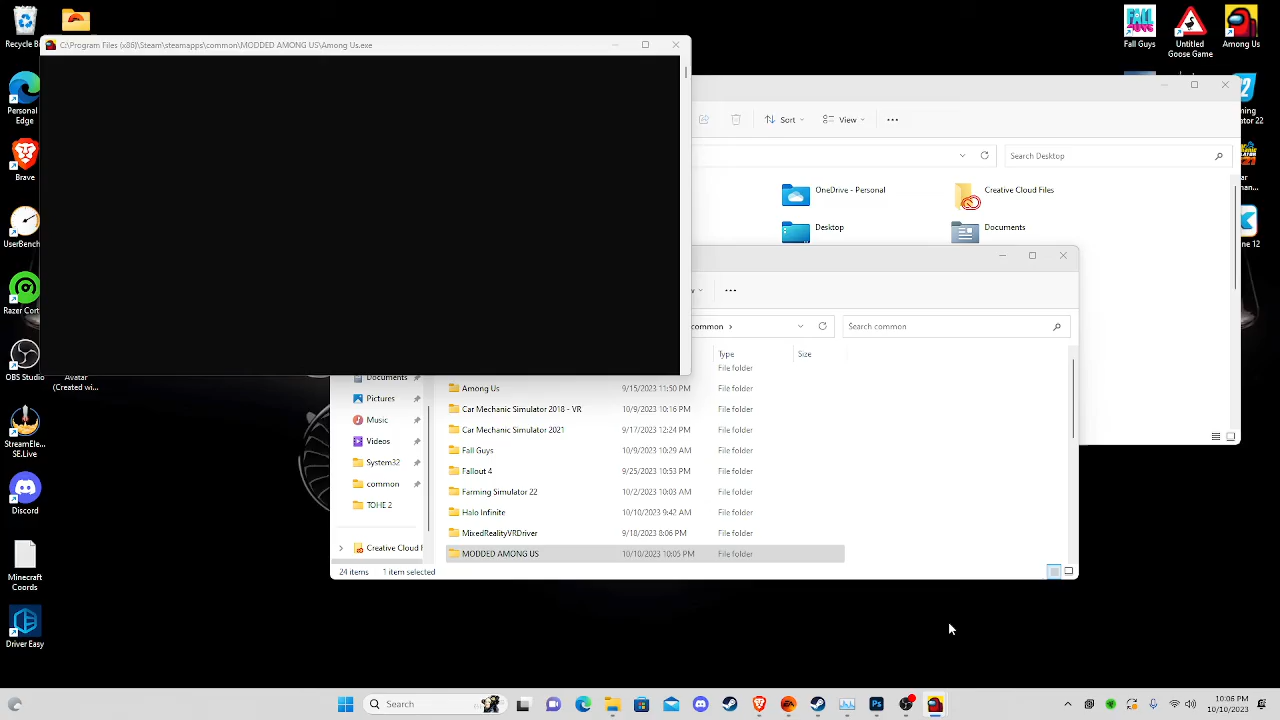 Recycle Bi
Personal Edge
Brave
UserBench
Razer Cort
OBS Studio
Avatar (Created wi...
StreamEle... SE.Live
Discord
Minecraft Coords
Driver Easy
C:\Program Files (x86)\Steam\steamapps\common\MODDED AMONG US\Among Us.exe
Fall Guys
Untitled Goose Game
Among Us
Sort
View
Search Desktop
OneDrive - Personal
Creative Cloud Files
Desktop
Documents
common
Search common
Type
Size
File folder
Documents
Pictures
Music
Videos
System32
common
TOHE 2
Creative Cloud F
Among Us 9/15/2023 11:50 PM File folder
Car Mechanic Simulator 2018 - VR 10/9/2023 10:16 PM File folder
Car Mechanic Simulator 2021 9/17/2023 12:24 PM File folder
Fall Guys 10/9/2023 10:29 AM File folder
Fallout 4 9/25/2023 10:53 PM File folder
Farming Simulator 22 10/2/2023 10:03 AM File folder
Halo Infinite 10/10/2023 9:42 AM File folder
MixedRealityVRDriver 9/18/2023 8:06 PM File folder
MODDED AMONG US 10/10/2023 10:05 PM File folder
24 items 1 item selected
Search
10:06 PM
10/10/2023